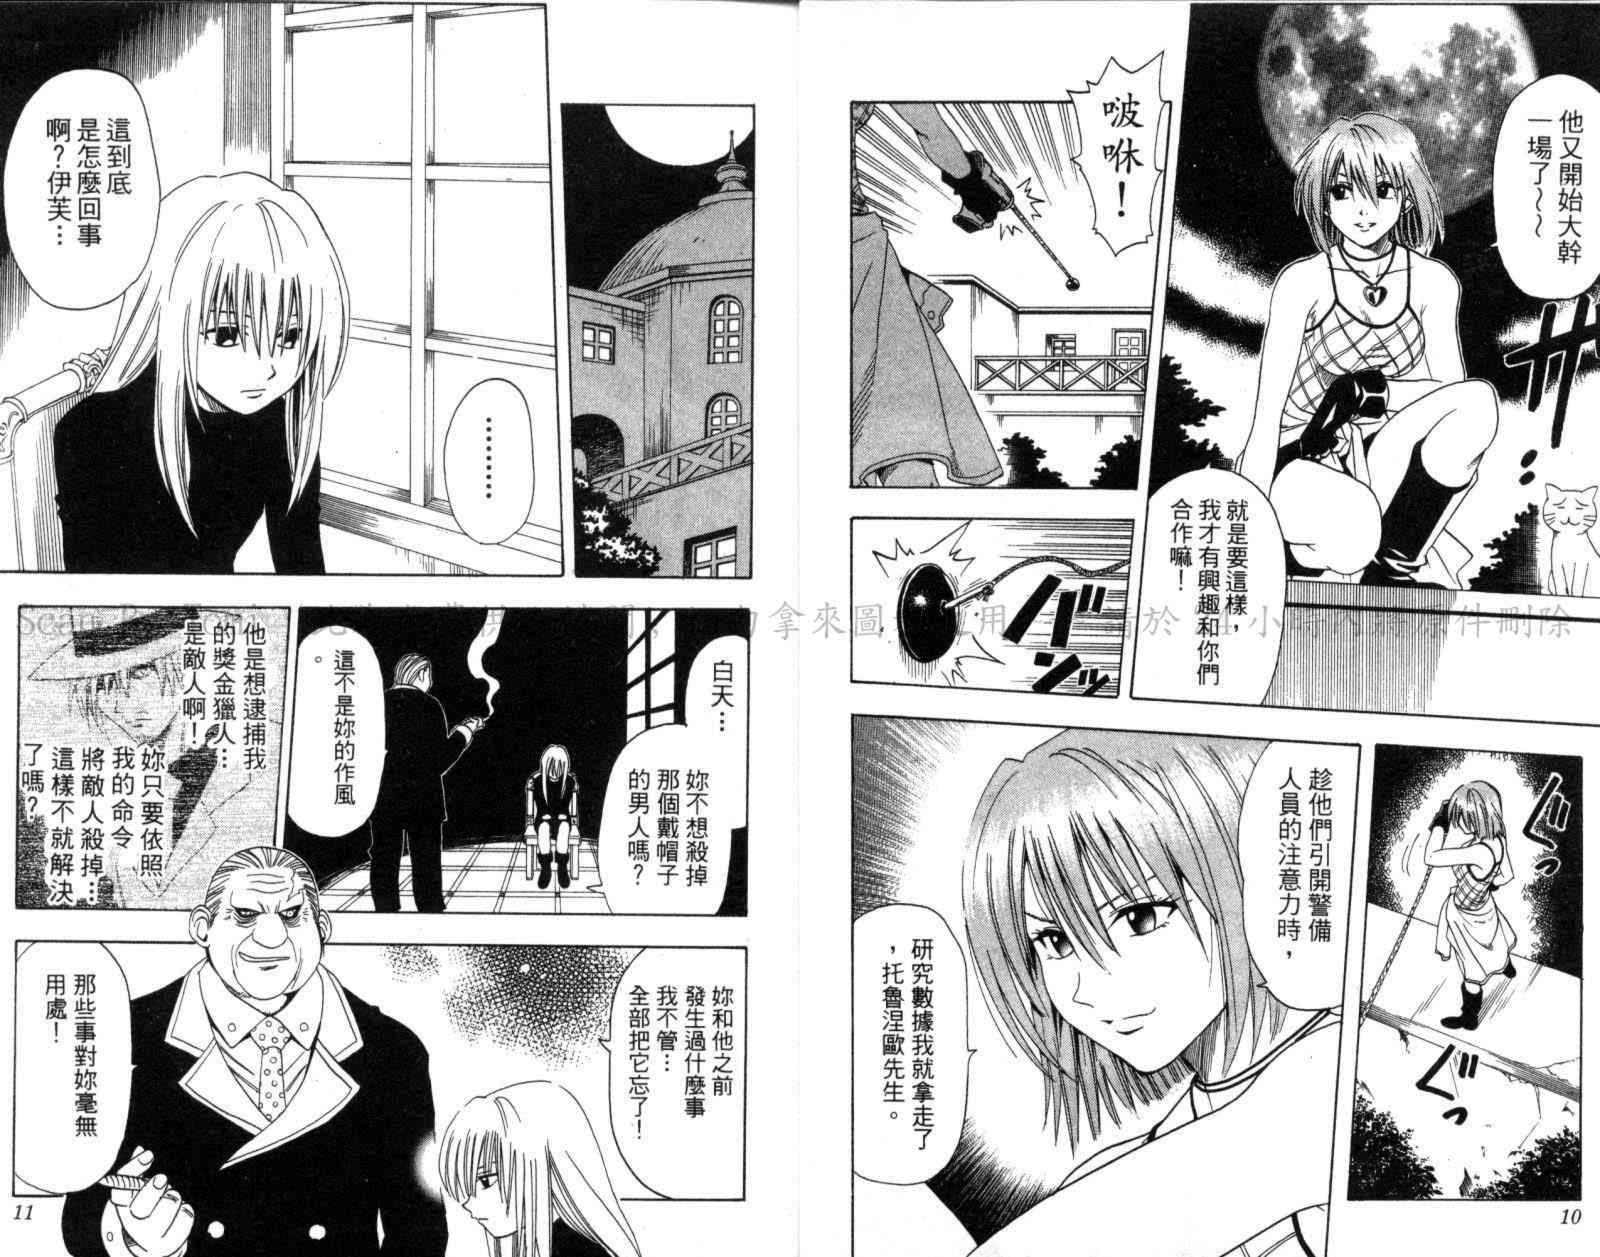 他又開始大幹
一場了～～
ザッ
就是要這樣，
我才有興趣和你們
合作嘛！
啵咻！
趁他們引開警備
人員的注意力時，
研究數據我就拿走了
，托魯涅歐先生。
10
這到底
是怎麼回事
啊？伊芙…
………
白天…
妳不想殺掉
那個戴帽子
的男人嗎？
這不是妳的作風
。
他是想逮捕我
的獎金獵人…
是敵人啊！
妳只要依照
我的命令
將敵人殺掉…
這樣不就解決
了嗎？
妳和他之前
發生過什麼事
我不管…
全部把它忘了！
那些事對妳毫無
用處！
11